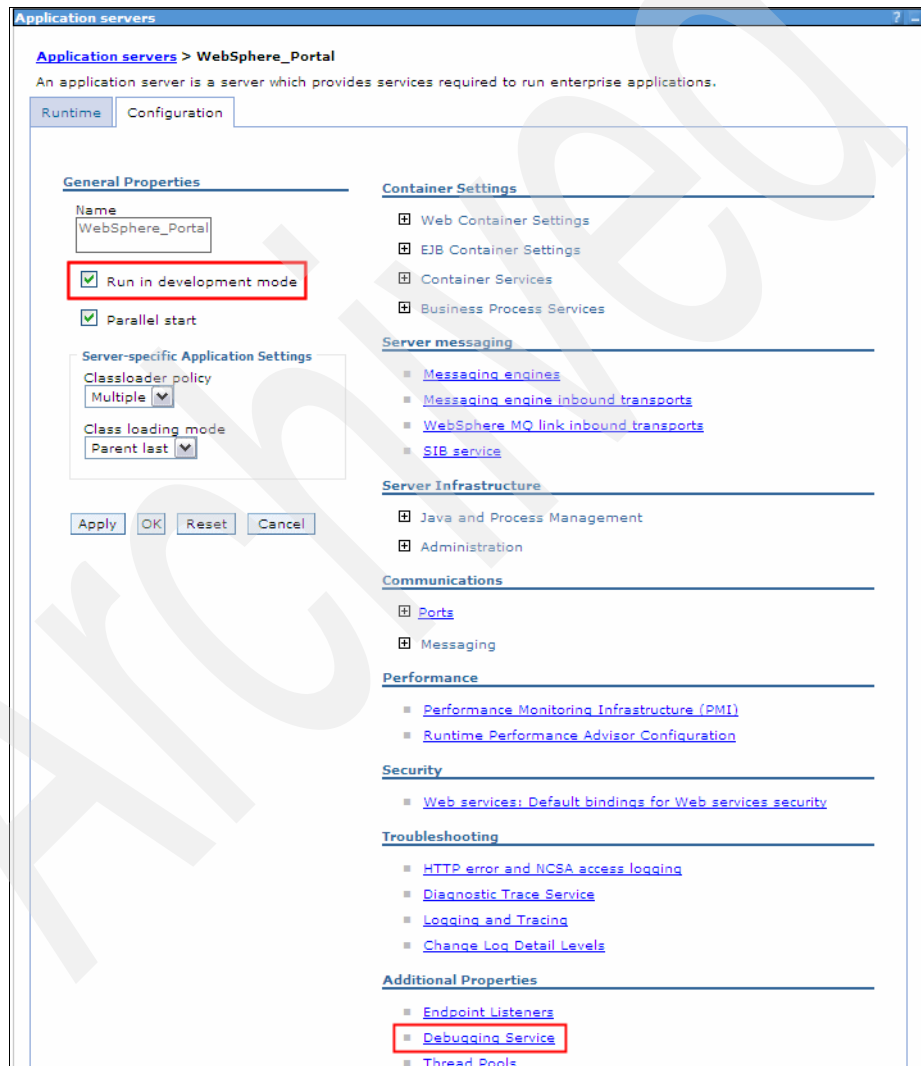 Application servers
?
Application servers > WebSphere_Portal
An application server is a server which provides services required to run enterprise applications.
Runtime
Configuration
General Properties
Name
WebSphere_Portal
Run in development mode
Parallel start
Server-specific Application Settings
Classloader policy
Multiple
Class loading mode
Parent last
Apply OK Reset Cancel
Container Settings
Web Container Settings
EJB Container Settings
Container Services
Business Process Services
Server messaging
Messaging engines
Messaging engine inbound transports
WebSphere MQ link inbound transports
SIB service
Server Infrastructure
Java and Process Management
Administration
Communications
Ports
Messaging
Performance
Performance Monitoring Infrastructure (PMI)
Runtime Performance Advisor Configuration
Security
Web services: Default bindings for Web services security
Troubleshooting
HTTP error and NCSA access logging
Diagnostic Trace Service
Logging and Tracing
Change Log Detail Levels
Additional Properties
Endpoint Listeners
Debugging Service
Thread Pools
Archived